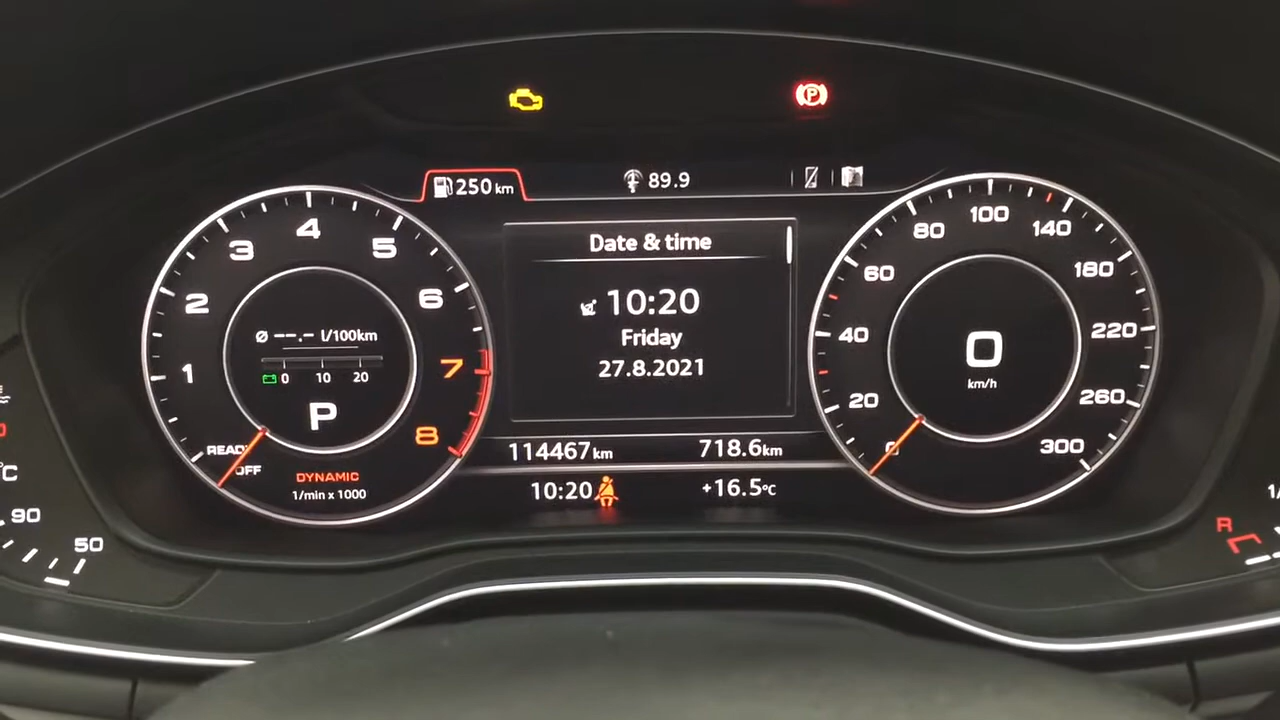 250 km
89.9
Date & time
10:20
Friday
27.8.2021
114467 km
718.6 km
10:20
+16.5°C
1
2
3
4
5
6
7
8
Ø --.- l/100km
0 10 20
P
READY
OFF
DYNAMIC
1/min x 1000
0
20
40
60
80
100
140
180
220
260
300
0
km/h
P
°C
90
50
R